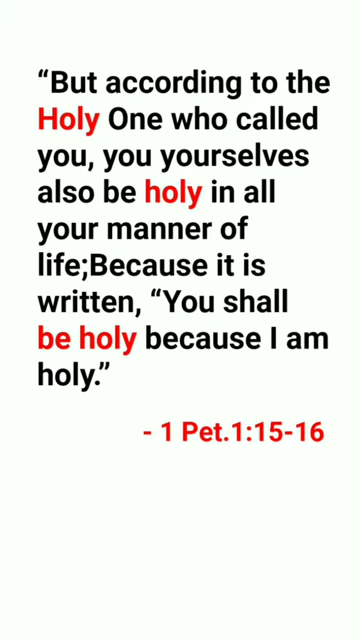 “But according to the
Holy One who called
you, you yourselves
also be holy in all
your manner of
life;Because it is
written, “You shall
be holy because I am
holy.”
- 1 Pet.1:15-16